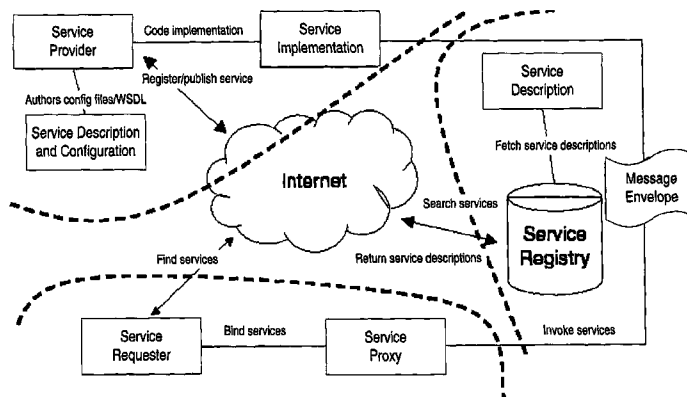 Service
Provider
Code implementation
Service
Implementation
Register/publish service
Authors config files/WSDL
Service Description
and Configuration
Service
Description
Fetch service descriptions
Internet
Message
Envelope
Search services
Service
Registry
Find services
Return service descriptions
Service
Requester
Bind services
Service
Proxy
Invoke services